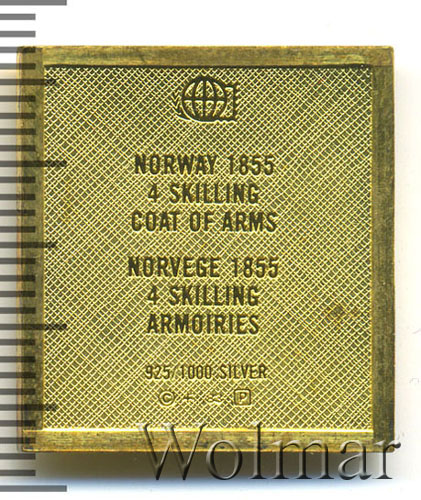 NORWAY 1855
4 SKILLING
COAT OF ARMS
NORVEGE 1855
4 SKILLING
ARMOIRIES
925/1000 SILVER
© P
Wolmar